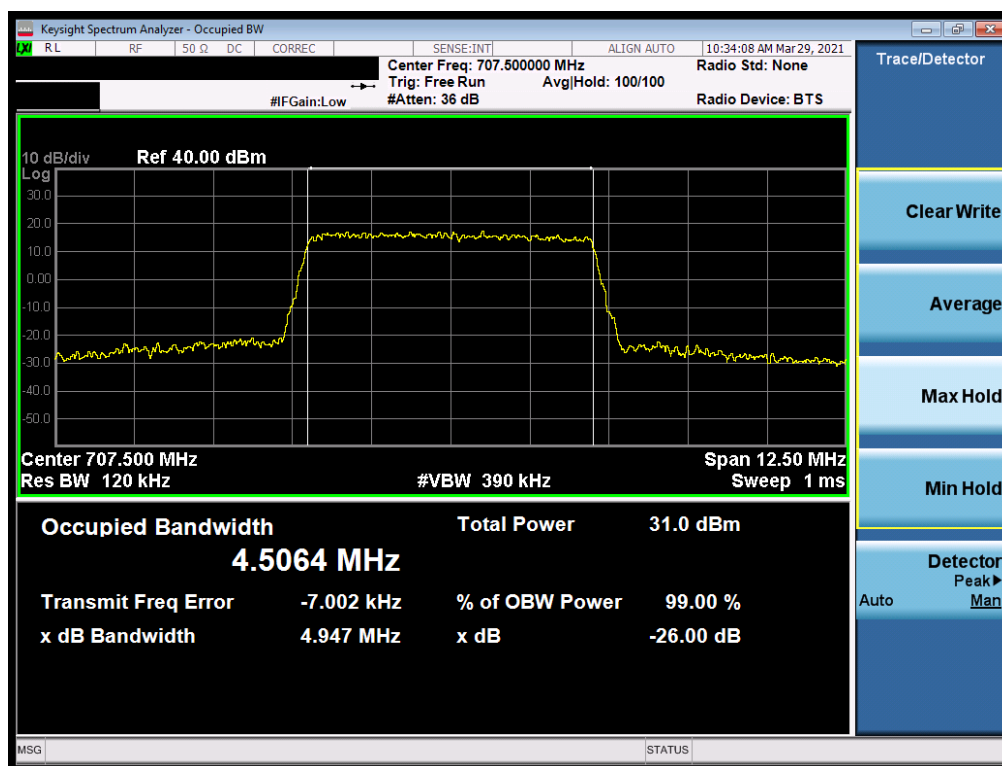 Keysight Spectrum Analyzer - Occupied BW
LXI RL RF 50 Ω DC CORREC SENSE:INT ALIGN AUTO 10:34:08 AM Mar 29, 2021
Center Freq: 707.500000 MHz Radio Std: None
Trig: Free Run Avg|Hold: 100/100
#IFGain:Low #Atten: 36 dB Radio Device: BTS
10 dB/div Ref 40.00 dBm
Log
30.0
20.0
10.0
0.00
-10.0
-20.0
-30.0
-40.0
-50.0
Center 707.500 MHz Span 12.50 MHz
Res BW 120 kHz #VBW 390 kHz Sweep 1 ms
Occupied Bandwidth Total Power 31.0 dBm
4.5064 MHz
Transmit Freq Error -7.002 kHz % of OBW Power 99.00 %
x dB Bandwidth 4.947 MHz x dB -26.00 dB
MSG STATUS
Trace/Detector
Clear Write
Average
Max Hold
Min Hold
Detector
Peak▶
Auto Man